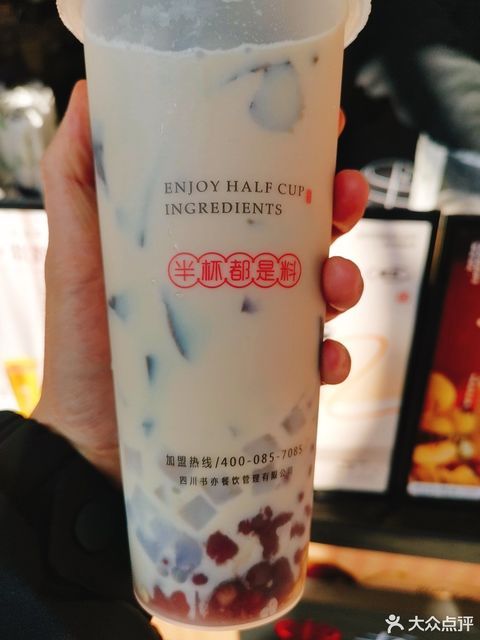 ENJOY HALF CUP
INGREDIENTS
半杯都是料
加盟热线/400-085-7085
四川书亦餐饮管理有限公司
大众点评